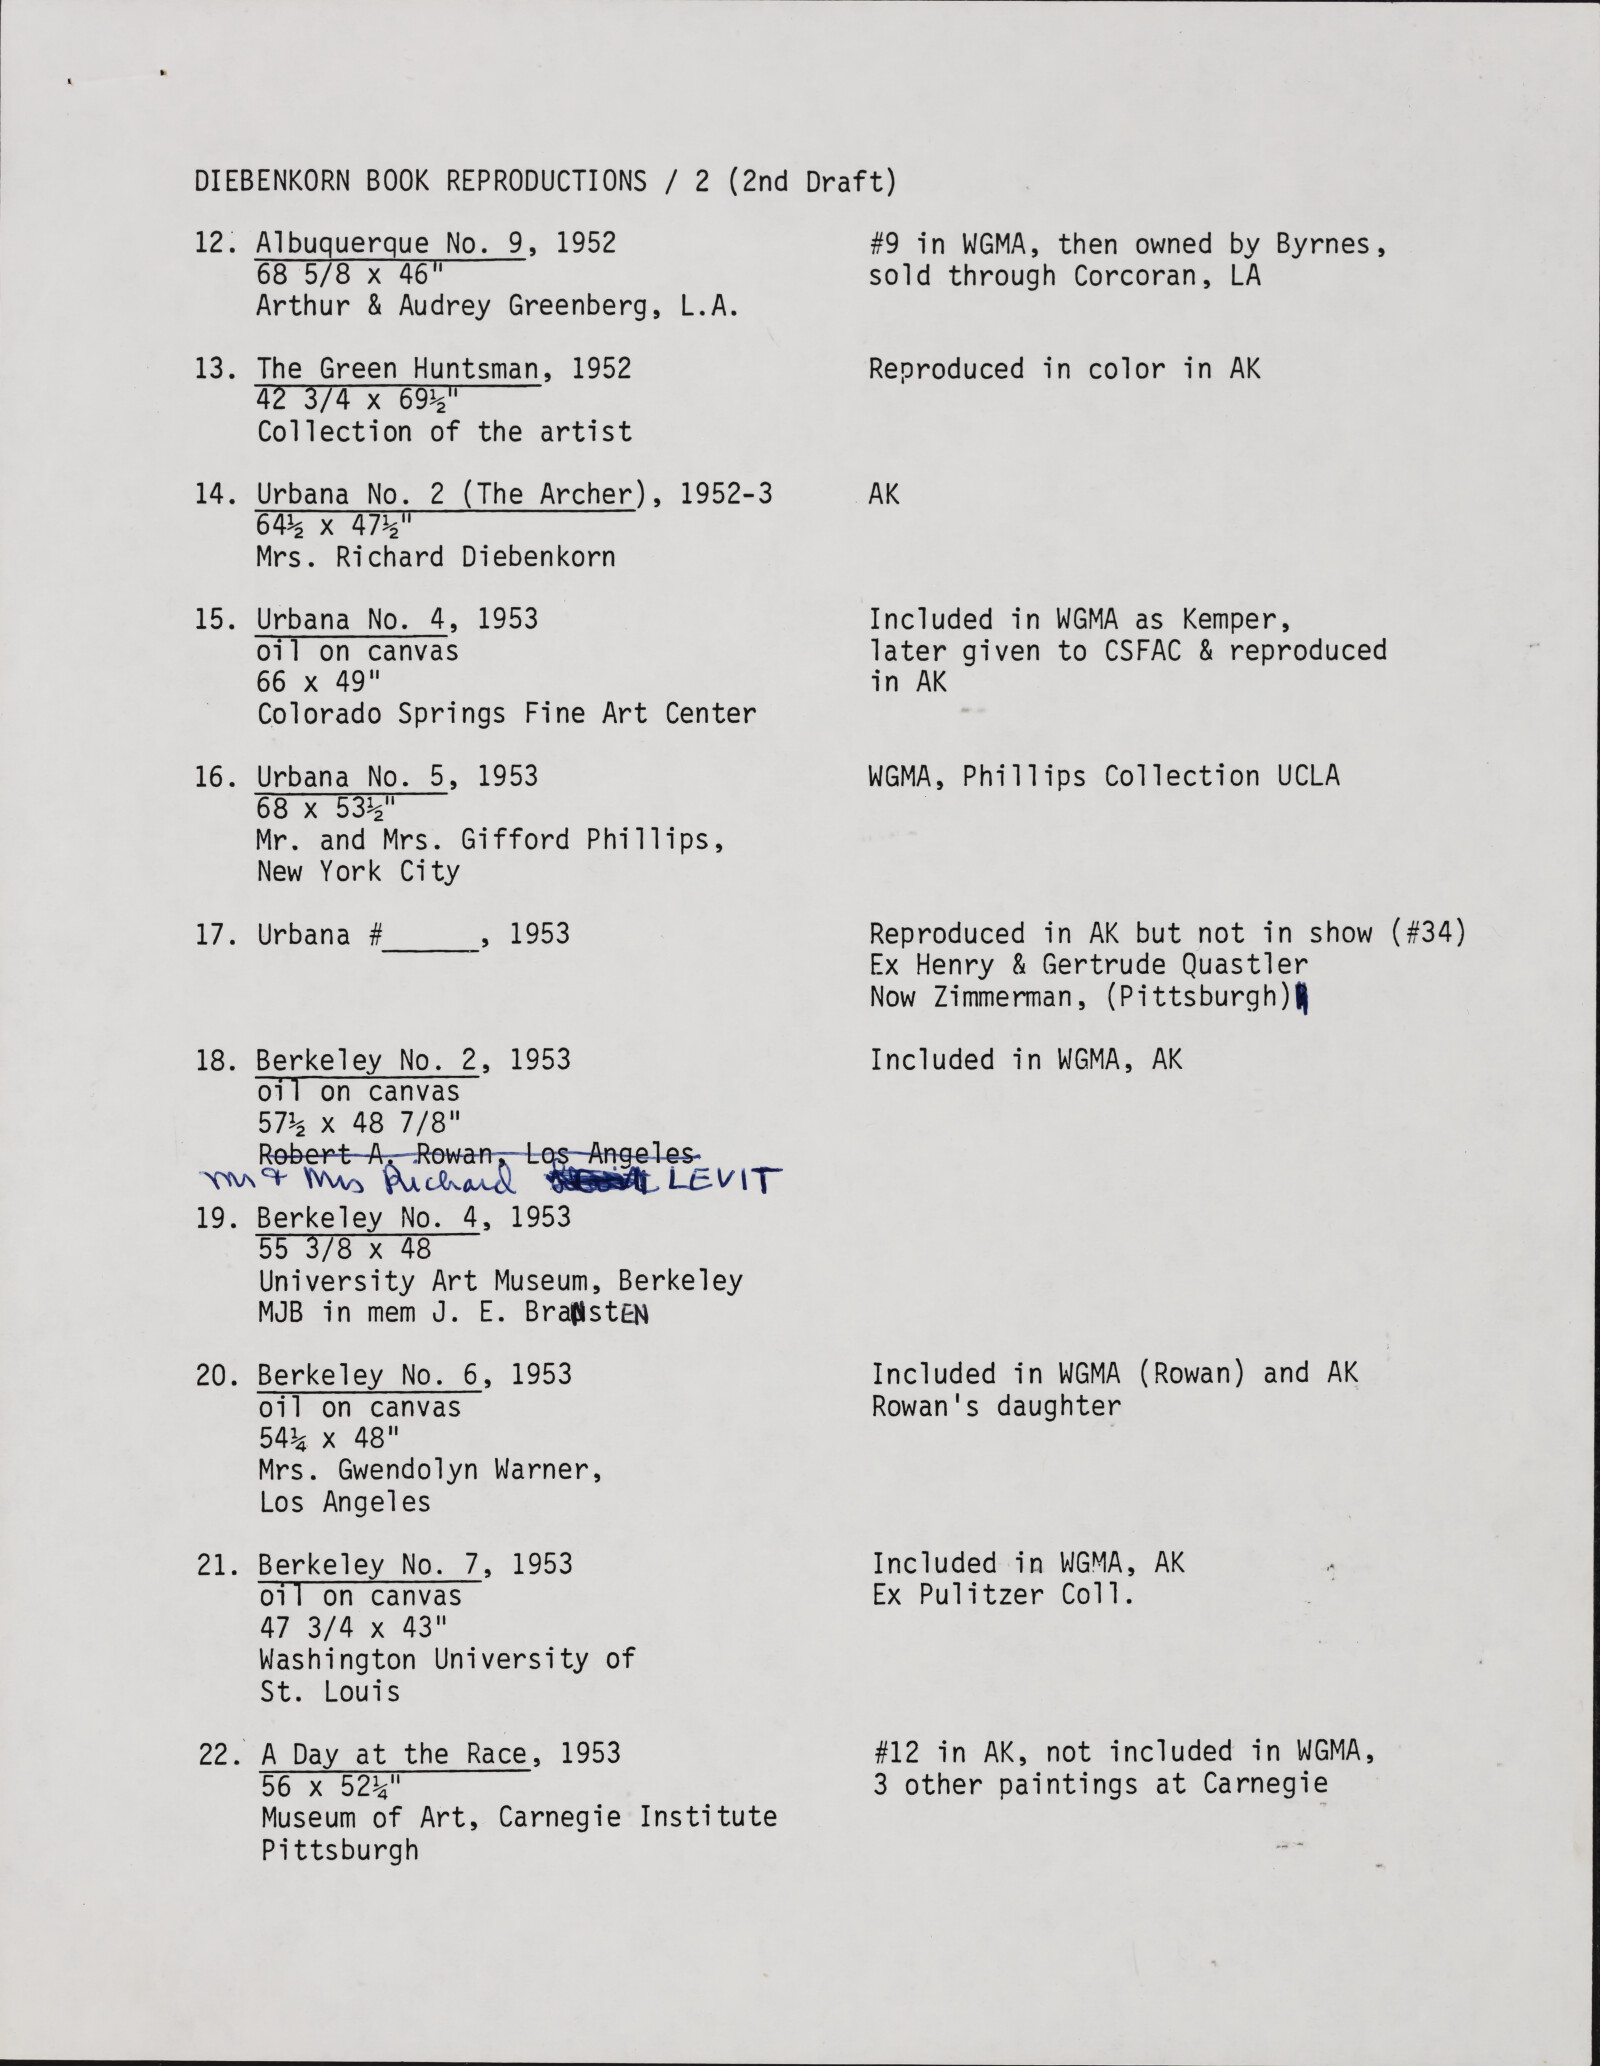 DIEBENKORN BOOK REPRODUCTIONS / 2 (2nd Draft)
12. Albuquerque No. 9, 1952
68 5/8 x 46"
Arthur & Audrey Greenberg, L.A.
#9 in WGMA, then owned by Byrnes,
sold through Corcoran, LA
13. The Green Huntsman, 1952
42 3/4 x 69½"
Collection of the artist
Reproduced in color in AK
14. Urbana No. 2 (The Archer), 1952-3
64½ x 47½"
Mrs. Richard Diebenkorn
AK
15. Urbana No. 4, 1953
oil on canvas
66 x 49"
Colorado Springs Fine Art Center
Included in WGMA as Kemper,
later given to CSFAC & reproduced
in AK
16. Urbana No. 5, 1953
68 x 53½"
Mr. and Mrs. Gifford Phillips,
New York City
WGMA, Phillips Collection UCLA
17. Urbana #______, 1953
Reproduced in AK but not in show (#34)
Ex Henry & Gertrude Quastler
Now Zimmerman, (Pittsburgh)
18. Berkeley No. 2, 1953
oil on canvas
57½ x 48 7/8"
Robert A. Rowan, Los Angeles
Mr + Mrs Richard LEVIT
Included in WGMA, AK
19. Berkeley No. 4, 1953
55 3/8 x 48
University Art Museum, Berkeley
MJB in mem J. E. BraNstEN
20. Berkeley No. 6, 1953
oil on canvas
54¼ x 48"
Mrs. Gwendolyn Warner,
Los Angeles
Included in WGMA (Rowan) and AK
Rowan's daughter
21. Berkeley No. 7, 1953
oil on canvas
47 3/4 x 43"
Washington University of
St. Louis
Included in WGMA, AK
Ex Pulitzer Coll.
22. A Day at the Race, 1953
56 x 52¼"
Museum of Art, Carnegie Institute
Pittsburgh
#12 in AK, not included in WGMA,
3 other paintings at Carnegie